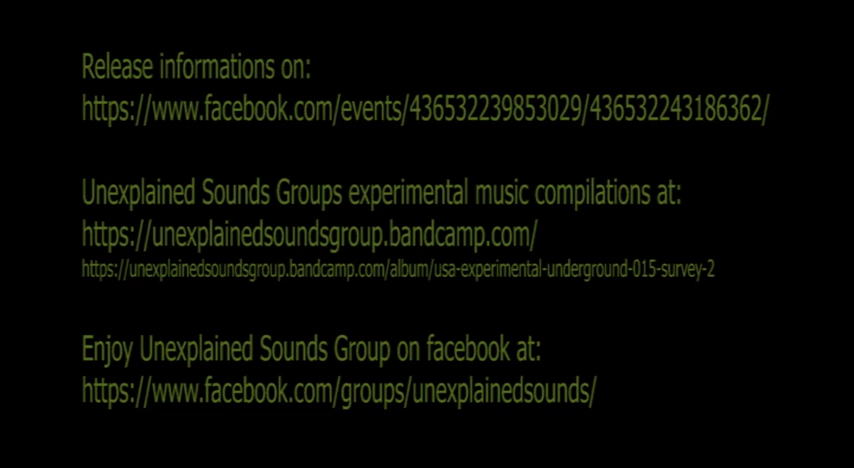 Release informations on:
https://www.facebook.com/events/436532239853029/436532243186362/
Unexplained Sounds Groups experimental music compilations at:
https://unexplainedsoundsgroup.bandcamp.com/
https://unexplainedsoundsgroup.bandcamp.com/album/usa-experimental-underground-015-survey-2
Enjoy Unexplained Sounds Group on facebook at:
https://www.facebook.com/groups/unexplainedsounds/